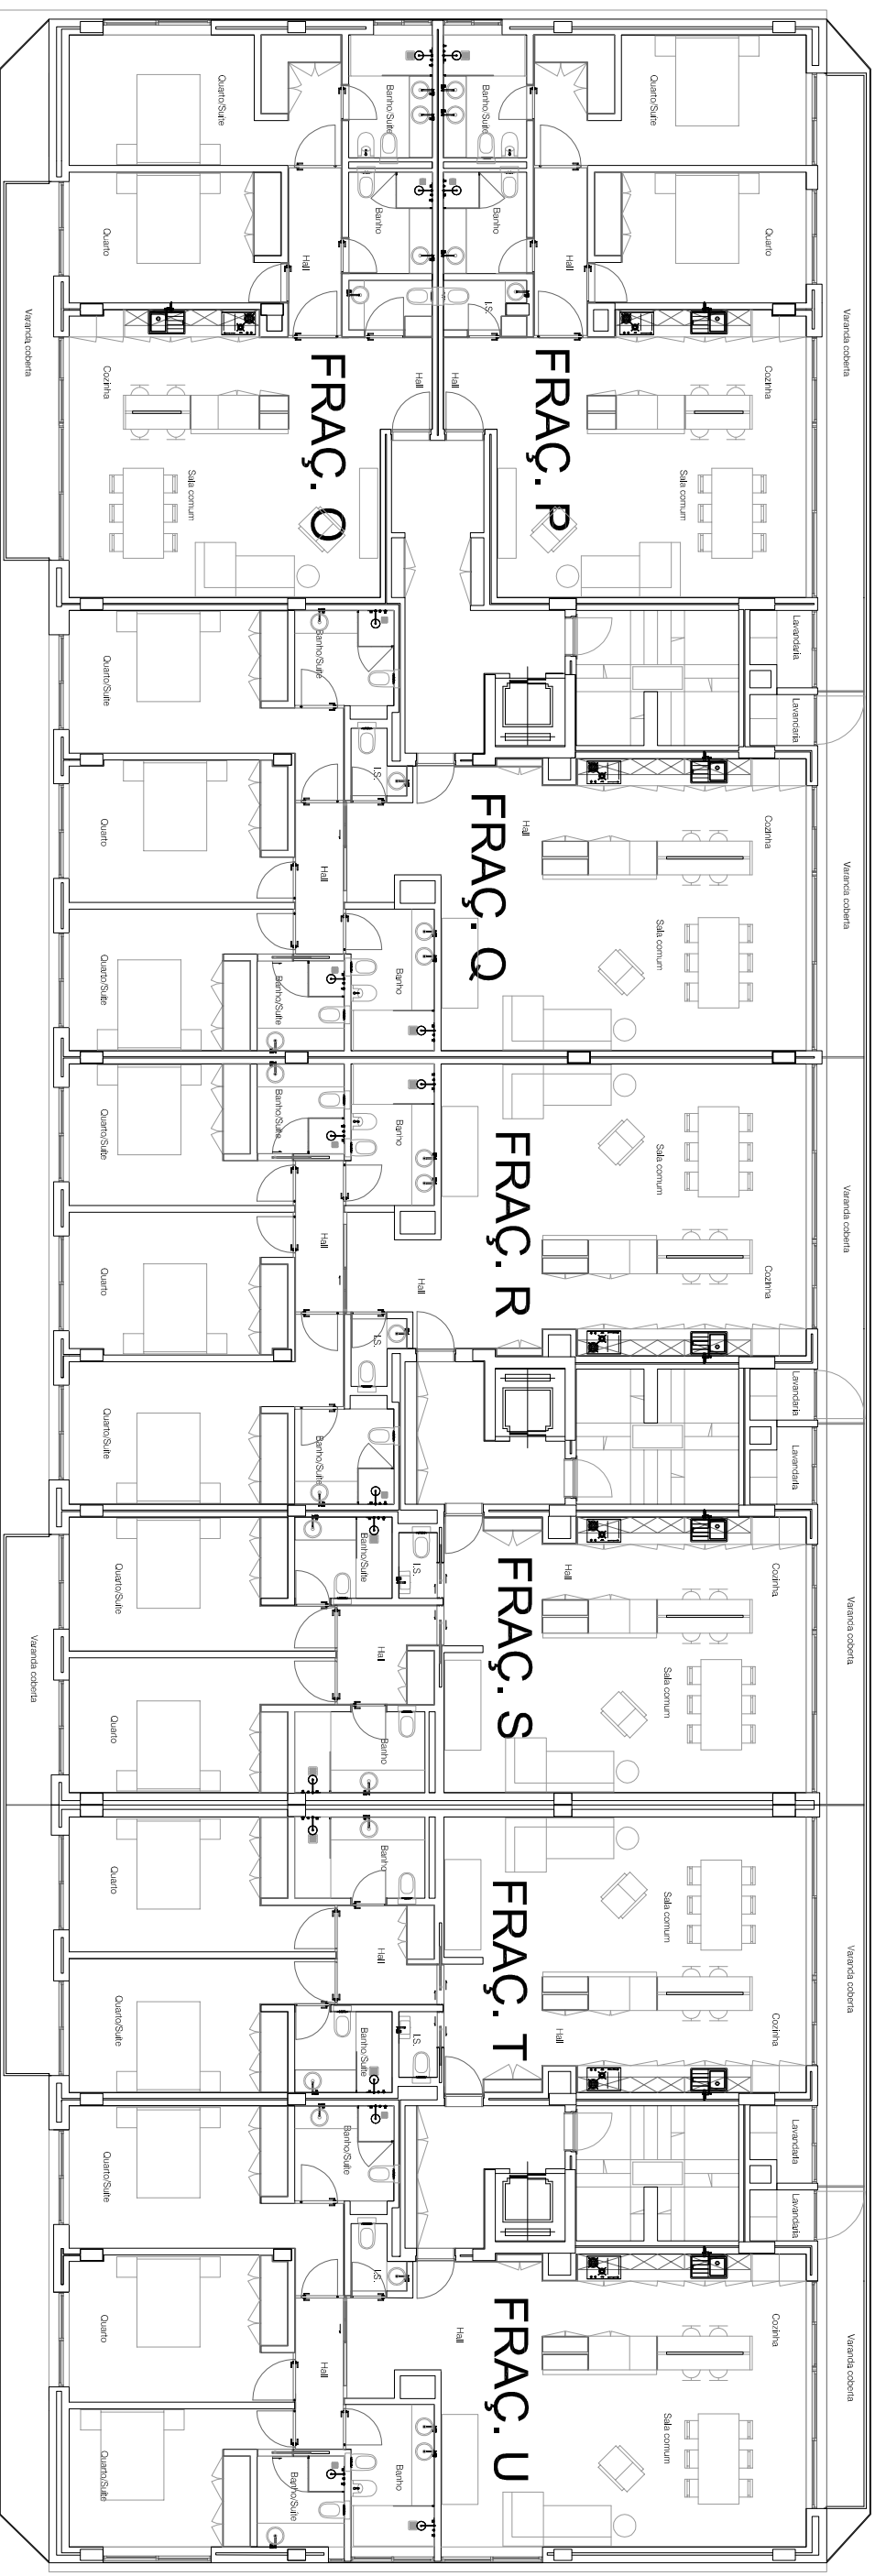 Quarto/Suite
Banho/Suite
Banho/Suite
Quarto/Suite
Quarto
Banho
Banho
Quarto
Hall
Hall
I.S.
Varanda coberta
Varanda coberta
Cozinha
Hall
Hall
Cozinha
FRAÇ. O
FRAÇ. P
Sala comum
Sala comum
Quarto/Suite
Banho/Suite
Lavandaria
Lavandaria
I.S.
Quarto
Hall
Hall
Cozinha
FRAÇ. Q
Varanda coberta
Sala comum
Quarto/Suite
Banho/Suite
Banho
Quarto/Suite
Banho/Suite
Banho
Sala comum
Varanda coberta
FRAÇ. R
Quarto
Hall
Hall
Cozinha
I.S.
Quarto/Suite
Banho/Suite
Lavandaria
Lavandaria
Quarto/Suite
Banho/Suite
I.S.
Hall
Cozinha
FRAÇ. S
Varanda coberta
Varanda coberta
Hall
Sala comum
Quarto
Banho
Quarto
Banho
Sala comum
FRAÇ. T
Hall
Varanda coberta
Quarto/Suite
Banho/Suite
I.S.
Hall
Cozinha
Quarto/Suite
Banho/Suite
Lavandaria
Lavandaria
I.S.
Quarto
Hall
Hall
Cozinha
FRAÇ. U
Varanda coberta
Sala comum
Quarto/Suite
Banho/Suite
Banho